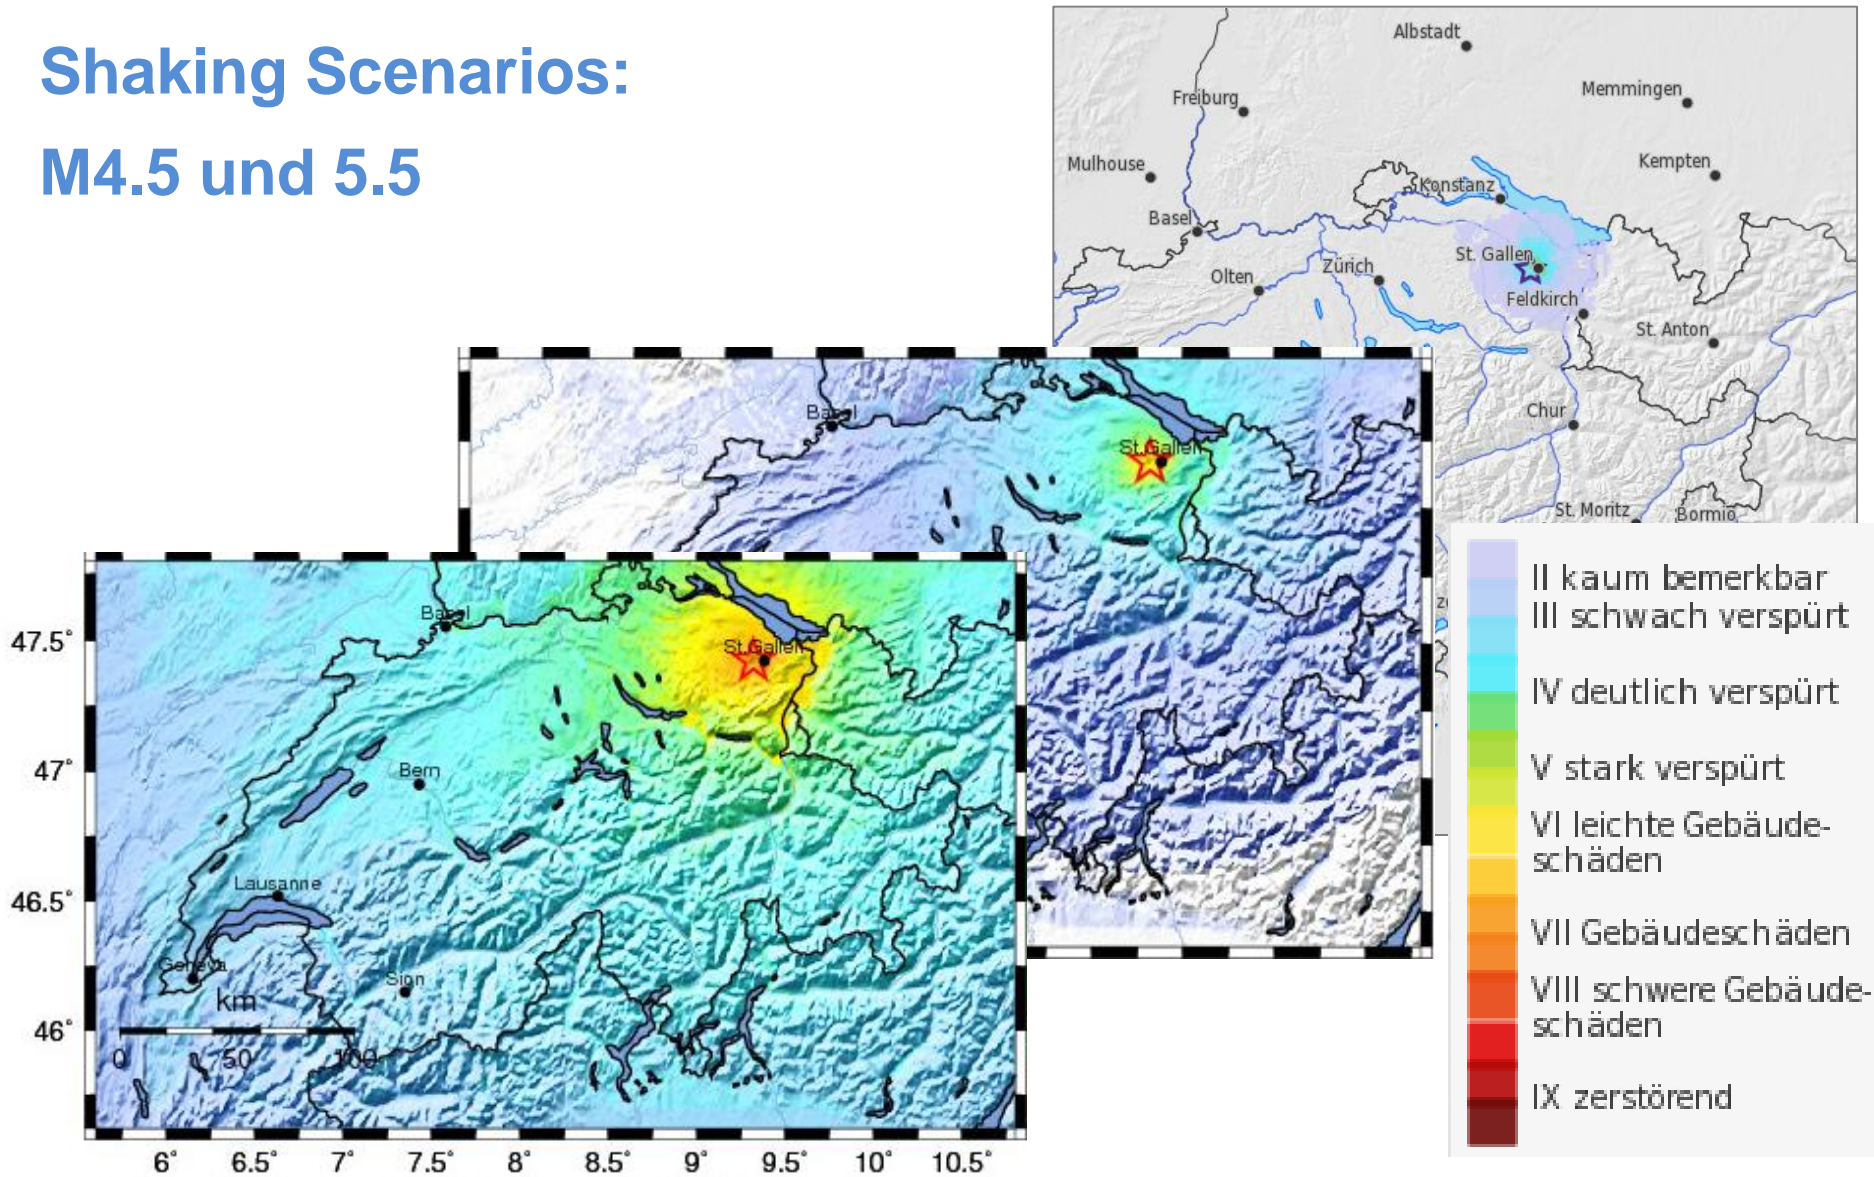 Shaking Scenarios:
M4.5 und 5.5
Albstadt
Freiburg
Memmingen
Mulhouse
Kempten
Konstanz
Basel
St. Gallen
Olten
Zürich
Feldkirch
St. Anton
Chur
St. Moritz
Bormio
Basel
St.Gallen
Basel
St.Gallen
Bern
Lausanne
Geneva
Sion
km
0 50 100
47.5°
47°
46.5°
46°
6° 6.5° 7° 7.5° 8° 8.5° 9° 9.5° 10° 10.5°
II kaum bemerkbar
III schwach verspürt
IV deutlich verspürt
V stark verspürt
VI leichte Gebäude-
schäden
VII Gebäudeschäden
VIII schwere Gebäude-
schäden
IX zerstörend